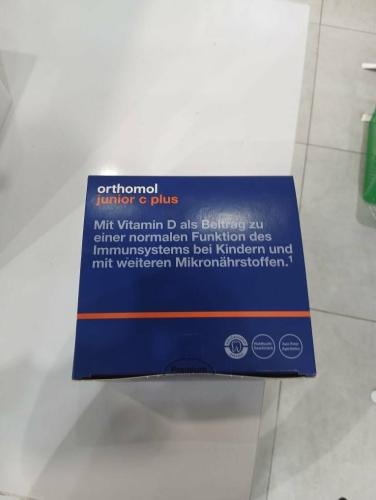 orthomol
junior c plus
Mit Vitamin D als Beitrag zu
einer normalen Funktion des
Immunsystems bei Kindern und
mit weiteren Mikronährstoffen.¹
Premium